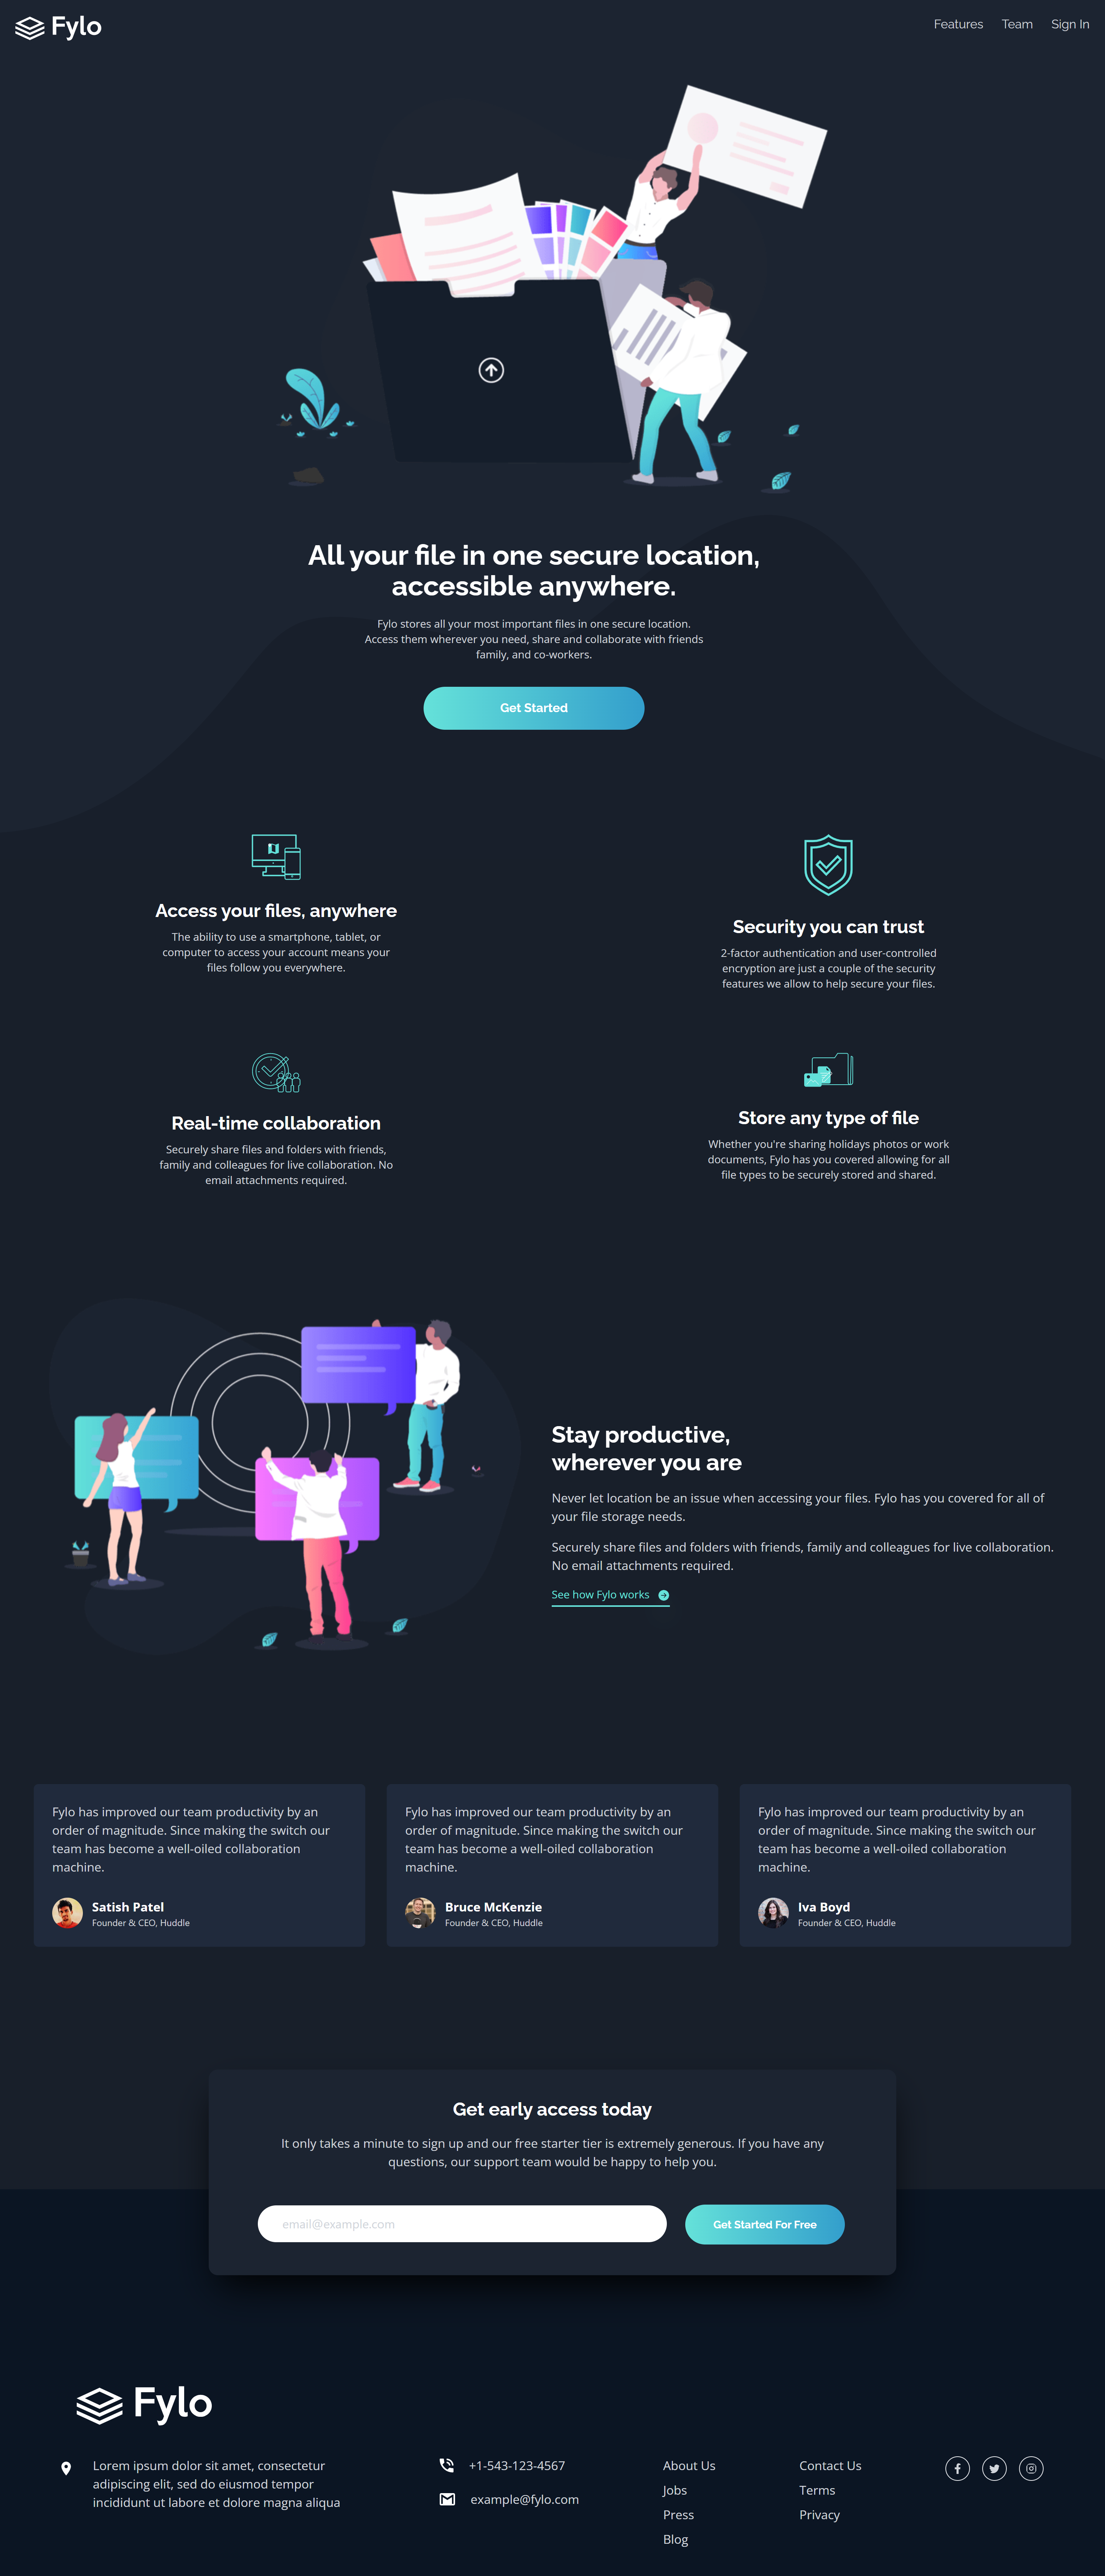 Fylo
Features Team Sign In
All your file in one secure location,
accessible anywhere.
Fylo stores all your most important files in one secure location.
Access them wherever you need, share and collaborate with friends
family, and co-workers.
Get Started
Access your files, anywhere
The ability to use a smartphone, tablet, or
computer to access your account means your
files follow you everywhere.
Security you can trust
2-factor authentication and user-controlled
encryption are just a couple of the security
features we allow to help secure your files.
Real-time collaboration
Securely share files and folders with friends,
family and colleagues for live collaboration. No
email attachments required.
Store any type of file
Whether you're sharing holidays photos or work
documents, Fylo has you covered allowing for all
file types to be securely stored and shared.
Stay productive,
wherever you are
Never let location be an issue when accessing your files. Fylo has you covered for all of
your file storage needs.
Securely share files and folders with friends, family and colleagues for live collaboration.
No email attachments required.
See how Fylo works
Fylo has improved our team productivity by an
order of magnitude. Since making the switch our
team has become a well-oiled collaboration
machine.
Satish Patel
Founder & CEO, Huddle
Fylo has improved our team productivity by an
order of magnitude. Since making the switch our
team has become a well-oiled collaboration
machine.
Bruce McKenzie
Founder & CEO, Huddle
Fylo has improved our team productivity by an
order of magnitude. Since making the switch our
team has become a well-oiled collaboration
machine.
Iva Boyd
Founder & CEO, Huddle
Get early access today
It only takes a minute to sign up and our free starter tier is extremely generous. If you have any
questions, our support team would be happy to help you.
email@example.com
Get Started For Free
Fylo
Lorem ipsum dolor sit amet, consectetur
adipiscing elit, sed do eiusmod tempor
incididunt ut labore et dolore magna aliqua
+1-543-123-4567
example@fylo.com
About Us
Jobs
Press
Blog
Contact Us
Terms
Privacy